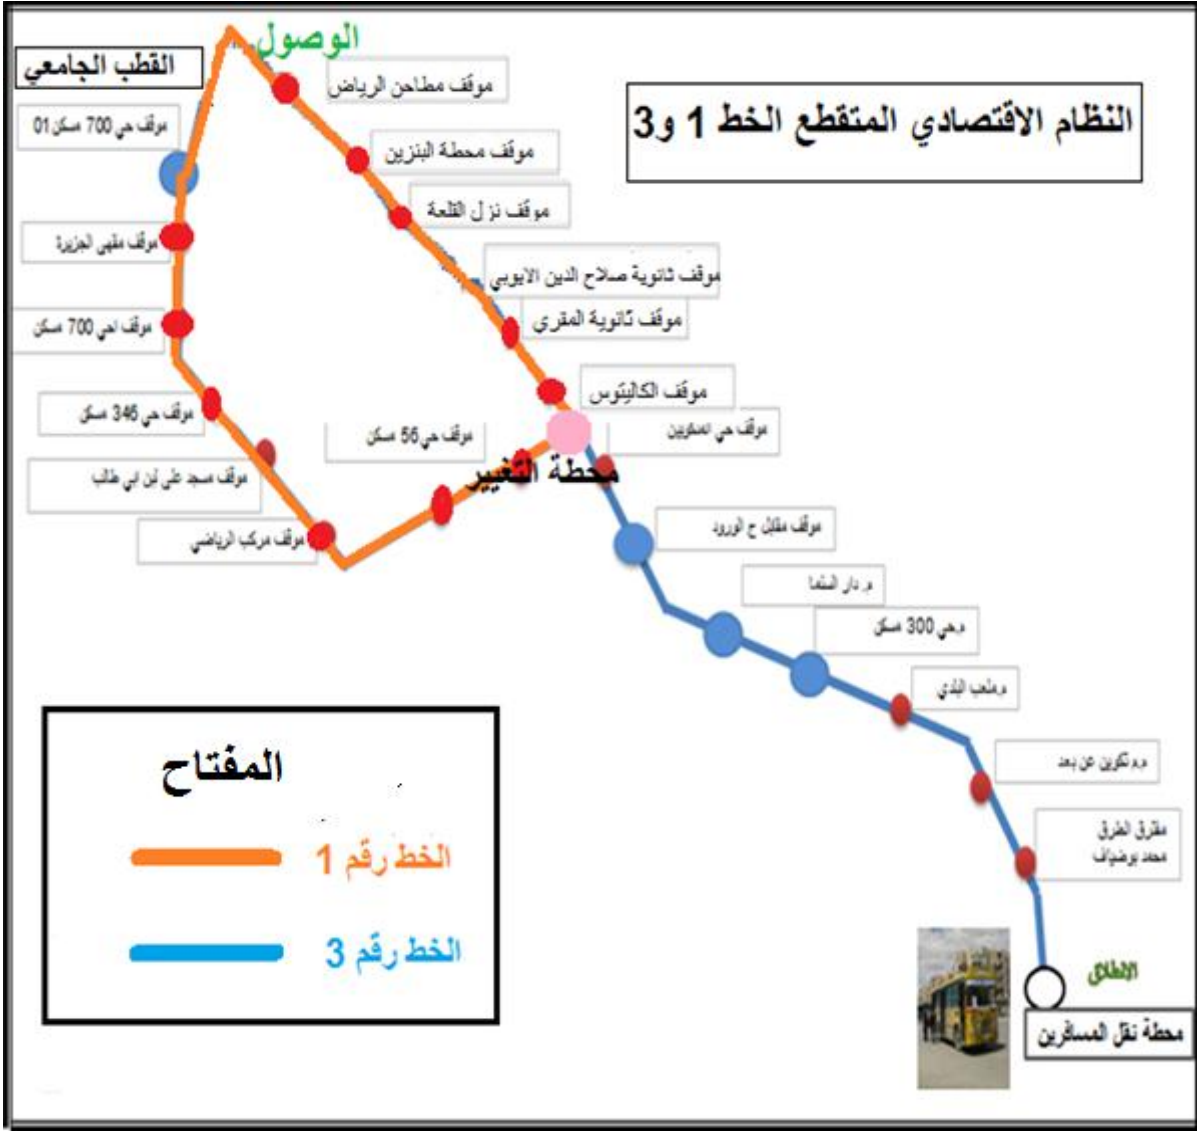 الوصول
القطب الجامعي
النظام الاقتصادي المتقطع الخط 1 و3
موقف مطاحن الرياض
موقف حي 700 مسكن 01
موقف محطة البنزين
موقف نزل القلعة
موقف مقهى الجزيرة
موقف ثانوية صلاح الدين الايوبي
موقف ثانوية المقري
موقف احي 700 مسكن
موقف الكاليتوس
موقف حي 346 مسكن
موقف حي 56 مسكن
موقف حي
محطة التغيير
موقف مسجد علي ابن ابي طالب
موقف مركب الرياضي
موقف مقابل ح الورود
م. دار السنما
م.حي 300 مسكن
م.ملعب البلدي
م.م تكوين عن بعد
مفترق الطرق
محمد بوضياف
المفتاح
الخط رقم 1
الخط رقم 3
الانطلاق
محطة نقل المسافرين